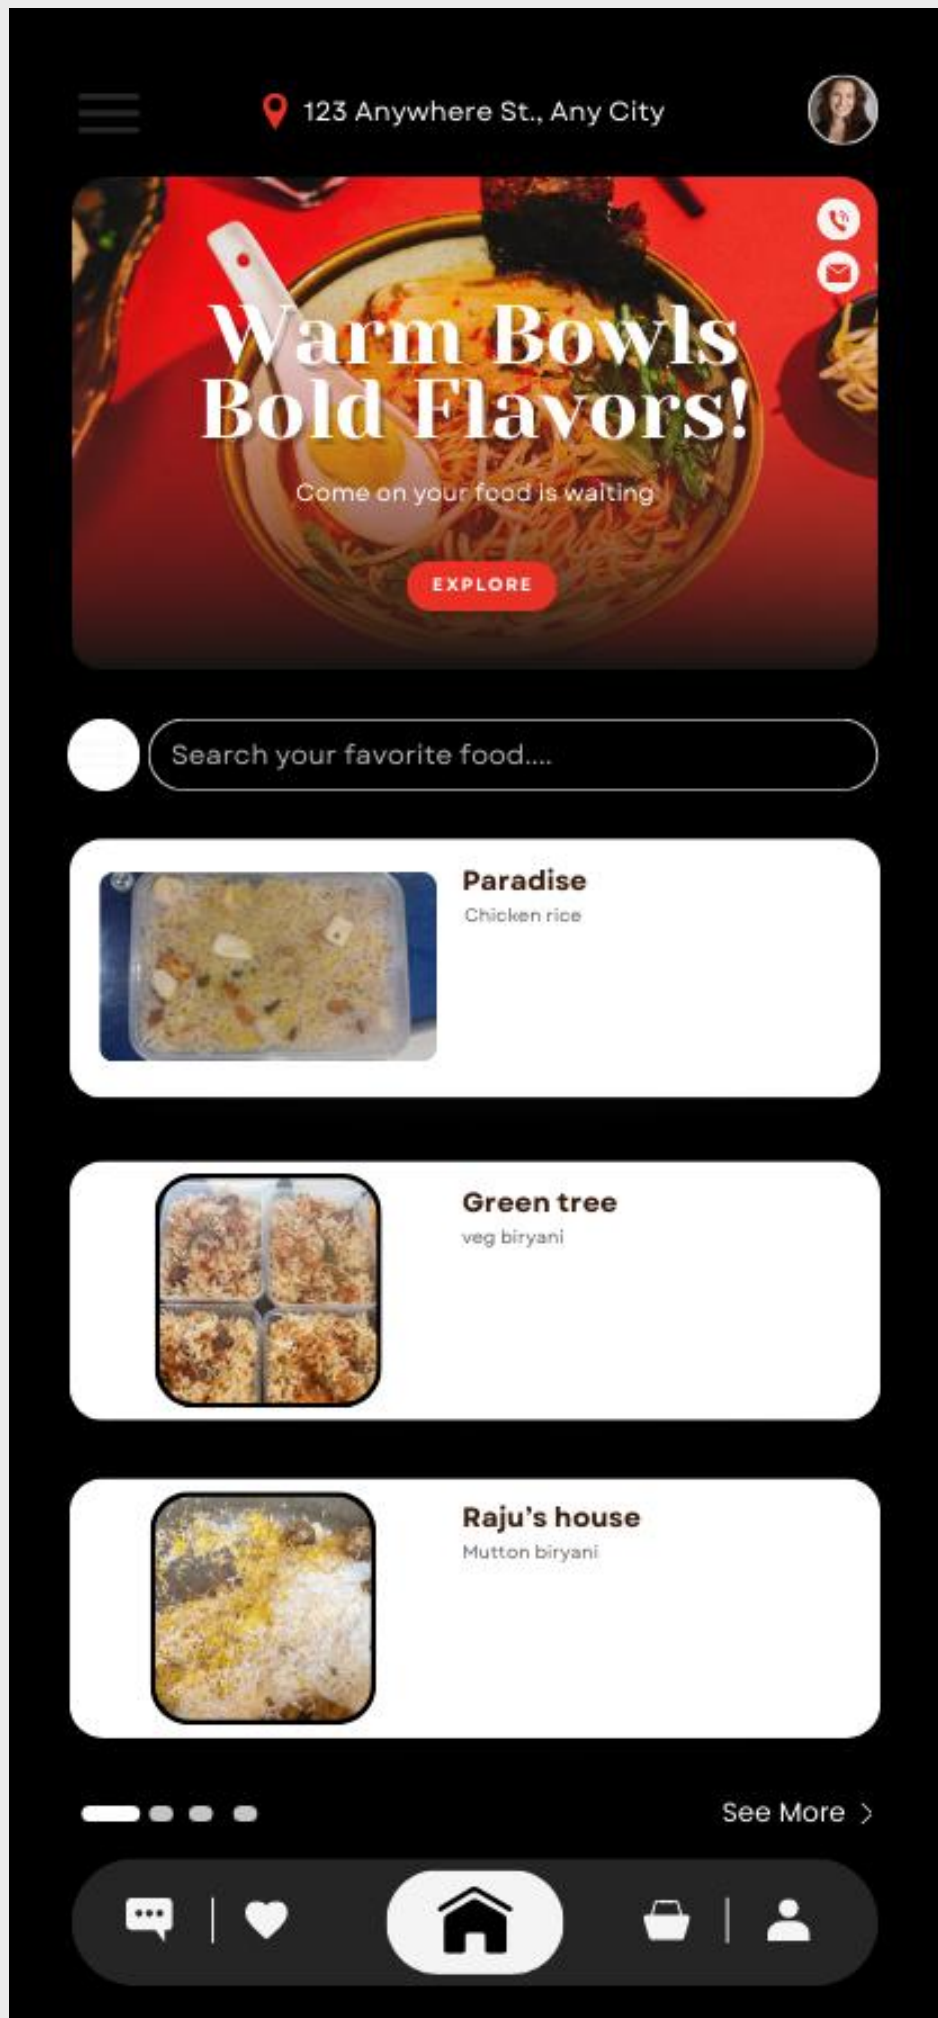 123 Anywhere St., Any City
Warm Bowls
Bold Flavors!
Come on your food is waiting
EXPLORE
Search your favorite food....
Paradise
Chicken rice
Green tree
veg biryani
Raju's house
Mutton biryani
See More